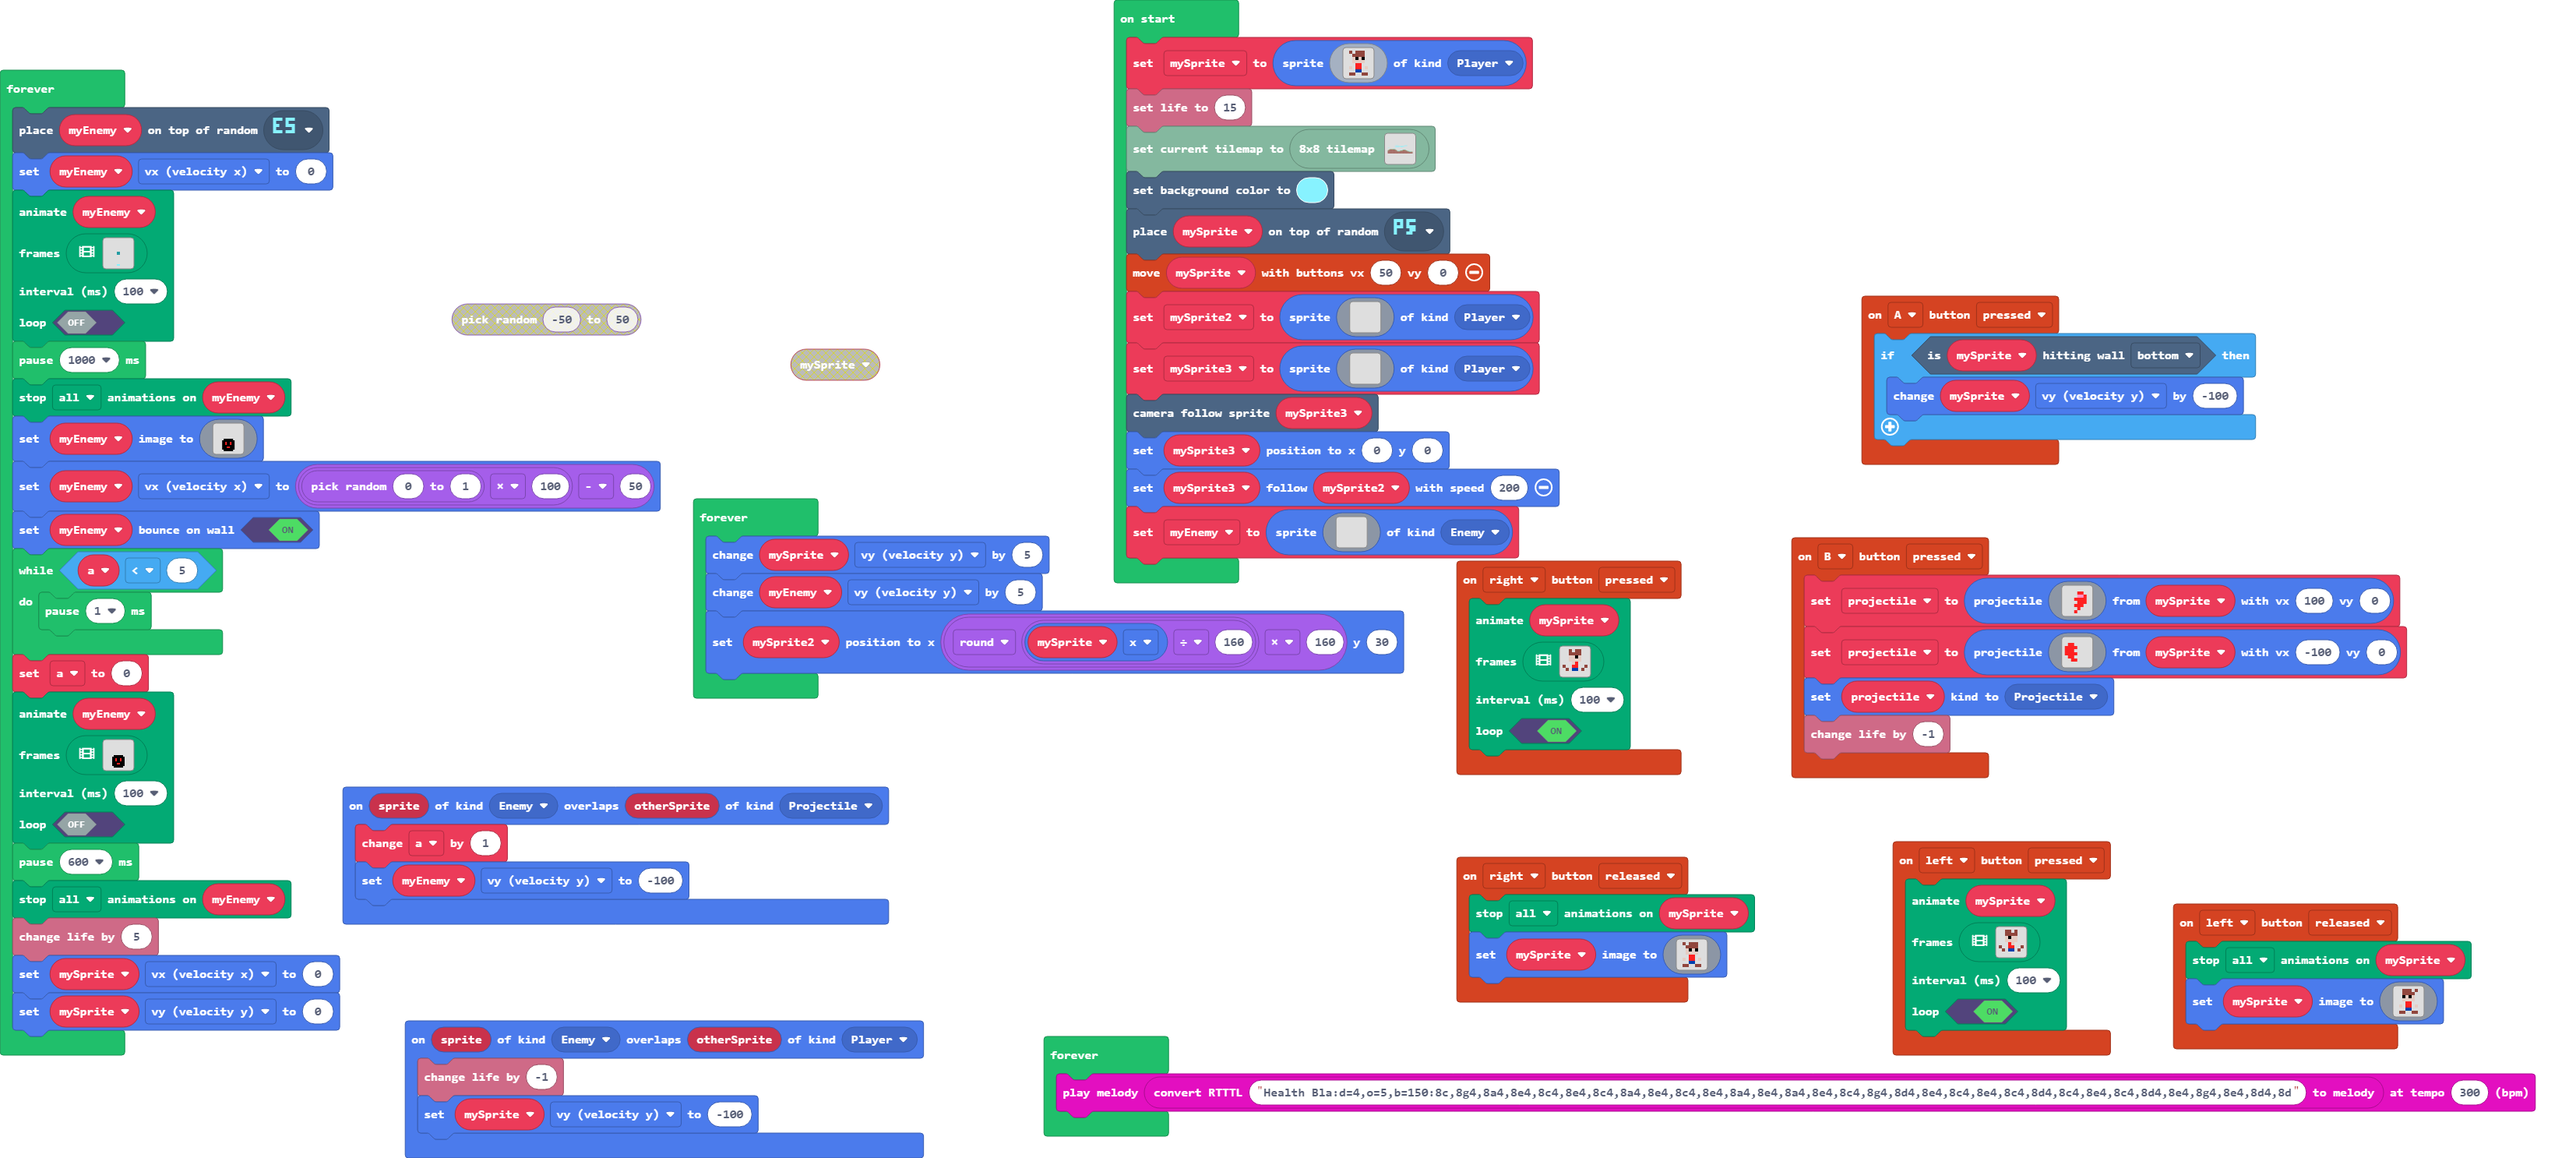 forever
place myEnemy on top of random ES
set myEnemy vx (velocity x) to 0
animate myEnemy
frames
interval (ms) 100
loop OFF
pause 1000 ms
stop all animations on myEnemy
set myEnemy image to
set myEnemy vx (velocity x) to pick random 0 to 1 × 100 - 50
set myEnemy bounce on wall ON
while a < 5
do
pause 1 ms
set a to 0
animate myEnemy
frames
interval (ms) 100
loop OFF
pause 600 ms
stop all animations on myEnemy
change life by 5
set mySprite vx (velocity x) to 0
set mySprite vy (velocity y) to 0
pick random -50 to 50
mySprite
forever
change mySprite vy (velocity y) by 5
change myEnemy vy (velocity y) by 5
set mySprite2 position to x round mySprite x ÷ 160 × 160 y 30
on sprite of kind Enemy overlaps otherSprite of kind Projectile
change a by 1
set myEnemy vy (velocity y) to -100
on sprite of kind Enemy overlaps otherSprite of kind Player
change life by -1
set mySprite vy (velocity y) to -100
on start
set mySprite to sprite of kind Player
set life to 15
set current tilemap to 8x8 tilemap
set background color to
place mySprite on top of random PS
move mySprite with buttons vx 50 vy 0
set mySprite2 to sprite of kind Player
set mySprite3 to sprite of kind Player
camera follow sprite mySprite3
set mySprite3 position to x 0 y 0
set mySprite3 follow mySprite2 with speed 200
set myEnemy to sprite of kind Enemy
on right button pressed
animate mySprite
frames
interval (ms) 100
loop ON
on right button released
stop all animations on mySprite
set mySprite image to
forever
play melody convert RTTTL "Health Bla:d=4,o=5,b=150:8c,8g4,8a4,8e4,8c4,8e4,8c4,8a4,8e4,8c4,8e4,8a4,8e4,8a4,8e4,8c4,8g4,8d4,8e4,8c4,8e4,8c4,8d4,8c4,8e4,8c4,8d4,8e4,8g4,8e4,8d4,8d" to melody at tempo 300 (bpm)
on A button pressed
if is mySprite hitting wall bottom then
change mySprite vy (velocity y) by -100
on B button pressed
set projectile to projectile from mySprite with vx 100 vy 0
set projectile to projectile from mySprite with vx -100 vy 0
set projectile kind to Projectile
change life by -1
on left button pressed
animate mySprite
frames
interval (ms) 100
loop ON
on left button released
stop all animations on mySprite
set mySprite image to